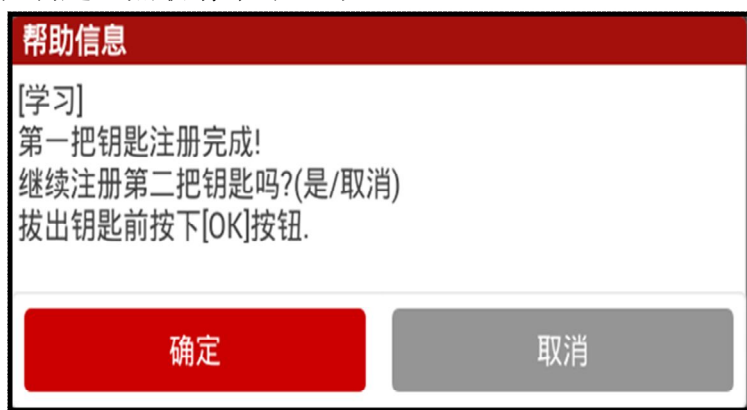 帮助信息
[学习]
第一把钥匙注册完成!
继续注册第二把钥匙吗?(是/取消)
拔出钥匙前按下[OK]按钮.
确定
取消